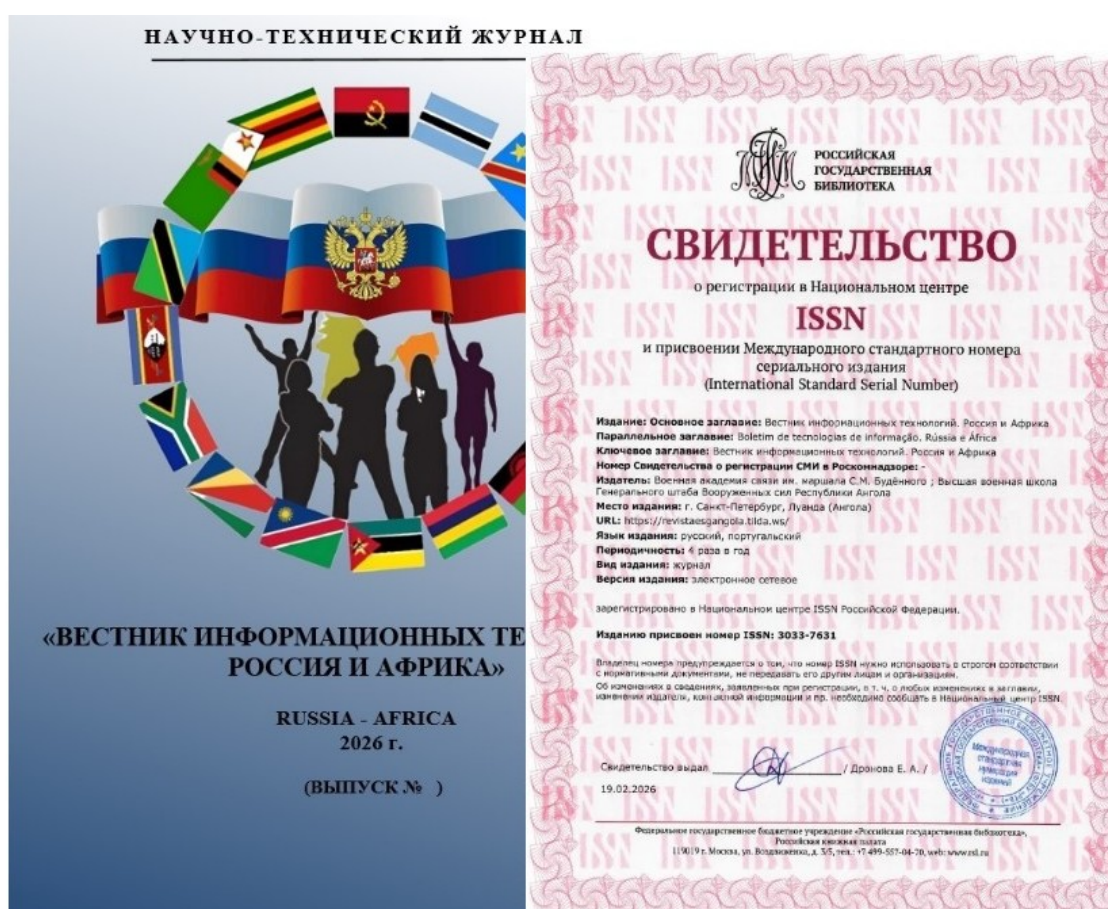 НАУЧНО-ТЕХНИЧЕСКИЙ ЖУРНАЛ
«ВЕСТНИК ИНФОРМАЦИОННЫХ ТЕ
РОССИЯ И АФРИКА»
RUSSIA - AFRICA
2026 г.
(ВЫПУСК № )
РОССИЙСКАЯ
ГОСУДАРСТВЕННАЯ
БИБЛИОТЕКА
СВИДЕТЕЛЬСТВО
о регистрации в Национальном центре
ISSN
и присвоении Международного стандартного номера
сериального издания
(International Standard Serial Number)
Издание: Основное заглавие: Вестник информационных технологий. Россия и Африка
Параллельное заглавие: Boletim de tecnologias de informação. Rússia e África
Ключевое заглавие: Вестник информационных технологий. Россия и Африка
Номер Свидетельства о регистрации СМИ в Роскомнадзоре: -
Издатель: Военная академия связи им. маршала С.М. Будённого ; Высшая военная школа
Генерального штаба Вооруженных сил Республики Ангола
Место издания: г. Санкт-Петербург, Луанда (Ангола)
URL: https://revistaesgangola.tilda.ws/
Язык издания: русский, португальский
Периодичность: 4 раза в год
Вид издания: журнал
Версия издания: электронное сетевое
зарегистрировано в Национальном центре ISSN Российской Федерации.
Изданию присвоен номер ISSN: 3033-7631
Владелец номера предупреждается о том, что номер ISSN нужно использовать в строгом соответствии
с нормативными документами, не передавать его другим лицам и организациям.
Об изменениях в сведениях, заявленных при регистрации, в т. ч. о любых изменениях в заглавии,
изменении издателя, контактной информации и пр. необходимо сообщать в Национальный центр ISSN.
Свидетельство выдал / Дронова Е. А. /
19.02.2026
Международная
стандартная
нумерация
изданий
Федеральное государственное бюджетное учреждение «Российская государственная библиотека»,
Российская книжная палата
119019 г. Москва, ул. Воздвиженка, д. 3/5, тел.: +7 499-557-04-70, web: www.rsl.ru